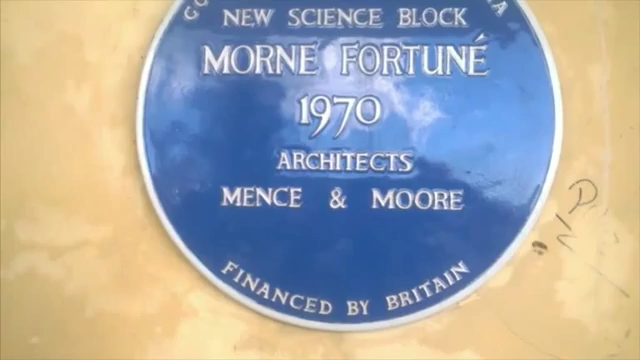 NEW SCIENCE BLOCK
MORNE FORTUNÉ
1970
ARCHITECTS
MENCE & MOORE
FINANCED BY BRITAIN